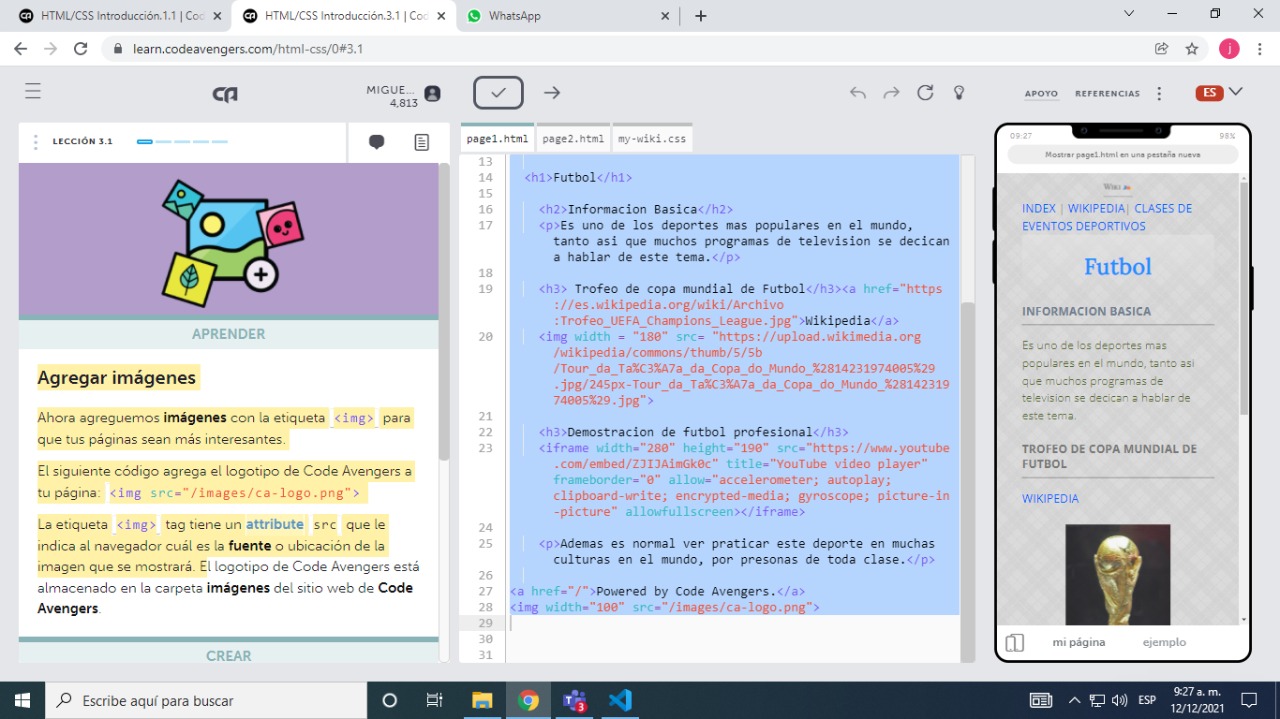 HTML/CSS Introducción.1.1 | Cod
HTML/CSS Introducción.3.1 | Cod
WhatsApp
learn.codeavengers.com/html-css/0#3.1
j
MIGUE...
4,813
APOYO
REFERENCIAS
ES
LECCIÓN 3.1
APRENDER
Agregar imágenes
Ahora agreguemos imágenes con la etiqueta <img> para
que tus páginas sean más interesantes.
El siguiente código agrega el logotipo de Code Avengers a
tu página: <img src="/images/ca-logo.png">
La etiqueta <img> tag tiene un attribute src que le
indica al navegador cuál es la fuente o ubicación de la
imagen que se mostrará. El logotipo de Code Avengers está
almacenado en la carpeta imágenes del sitio web de Code
Avengers.
CREAR
page1.html
page2.html
my-wiki.css
13
14 <h1>Futbol</h1>
15
16 <h2>Informacion Basica</h2>
17 <p>Es uno de los deportes mas populares en el mundo,
tanto asi que muchos programas de television se decican
a hablar de este tema.</p>
18
19 <h3> Trofeo de copa mundial de Futbol</h3><a href="https
://es.wikipedia.org/wiki/Archivo
:Trofeo_UEFA_Champions_League.jpg">Wikipedia</a>
20 <img width = "180" src= "https://upload.wikimedia.org
/wikipedia/commons/thumb/5/5b
/Tour_da_Ta%C3%A7a_da_Copa_do_Mundo_%2814231974005%29
.jpg/245px-Tour_da_Ta%C3%A7a_da_Copa_do_Mundo_%28142319
74005%29.jpg">
21
22 <h3>Demostracion de futbol profesional</h3>
23 <iframe width="280" height="190" src="https://www.youtube
.com/embed/ZJIJAimGk0c" title="YouTube video player"
frameborder="0" allow="accelerometer; autoplay;
clipboard-write; encrypted-media; gyroscope; picture-in
-picture" allowfullscreen></iframe>
24
25 <p>Ademas es normal ver praticar este deporte en muchas
culturas en el mundo, por presonas de toda clase.</p>
26
27 <a href="/">Powered by Code Avengers.</a>
28 <img width="100" src="/images/ca-logo.png">
29
30
31
09:27
98%
Mostrar page1.html en una pestaña nueva
WIKI
INDEX | WIKIPEDIA| CLASES DE
EVENTOS DEPORTIVOS
Futbol
INFORMACION BASICA
Es uno de los deportes mas
populares en el mundo, tanto asi
que muchos programas de
television se decican a hablar de
este tema.
TROFEO DE COPA MUNDIAL DE
FUTBOL
WIKIPEDIA
mi página
ejemplo
Escribe aquí para buscar
3
ESP
9:27 a. m.
12/12/2021